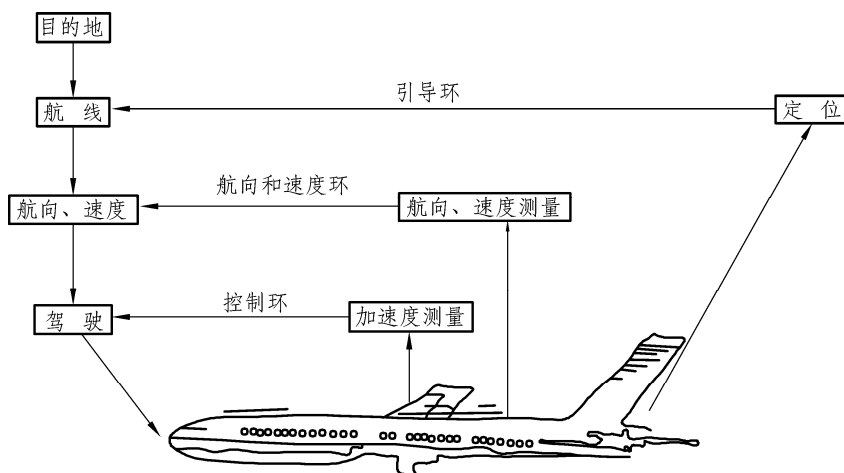 目的地
引导环
航 线
定 位
航向和速度环
航向、速度
航向、速度测量
控制环
驾 驶
加速度测量